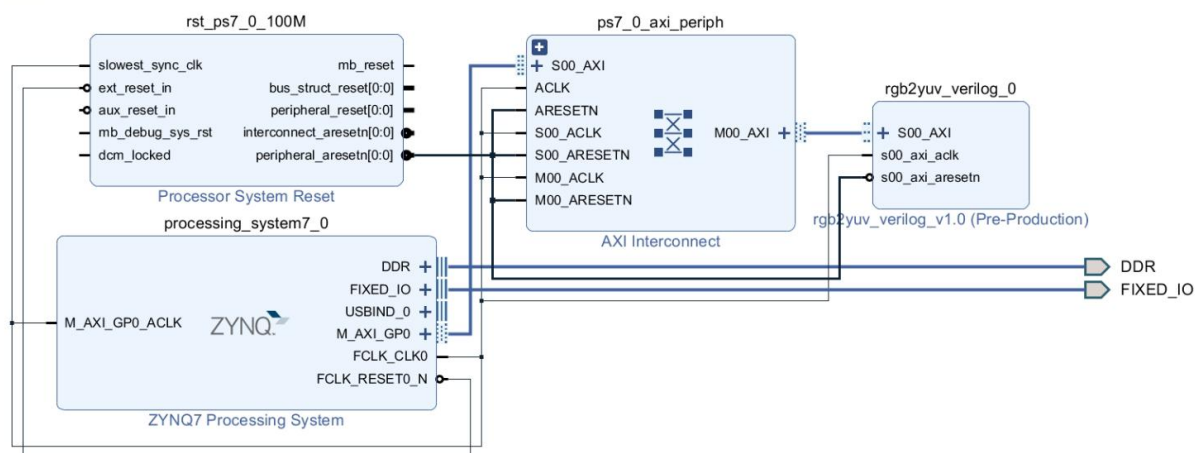 rst_ps7_0_100M
slowest_sync_clk
ext_reset_in
aux_reset_in
mb_debug_sys_rst
dcm_locked
mb_reset
bus_struct_reset[0:0]
peripheral_reset[0:0]
interconnect_aresetn[0:0]
peripheral_aresetn[0:0]
Processor System Reset
ps7_0_axi_periph
S00_AXI
ACLK
ARESETN
S00_ACLK
S00_ARESETN
M00_ACLK
M00_ARESETN
M00_AXI
AXI Interconnect
rgb2yuv_verilog_0
S00_AXI
s00_axi_aclk
s00_axi_aresetn
rgb2yuv_verilog_v1.0 (Pre-Production)
processing_system7_0
M_AXI_GP0_ACLK
ZYNQ
DDR
FIXED_IO
USBIND_0
M_AXI_GP0
FCLK_CLK0
FCLK_RESET0_N
ZYNQ7 Processing System
DDR
FIXED_IO